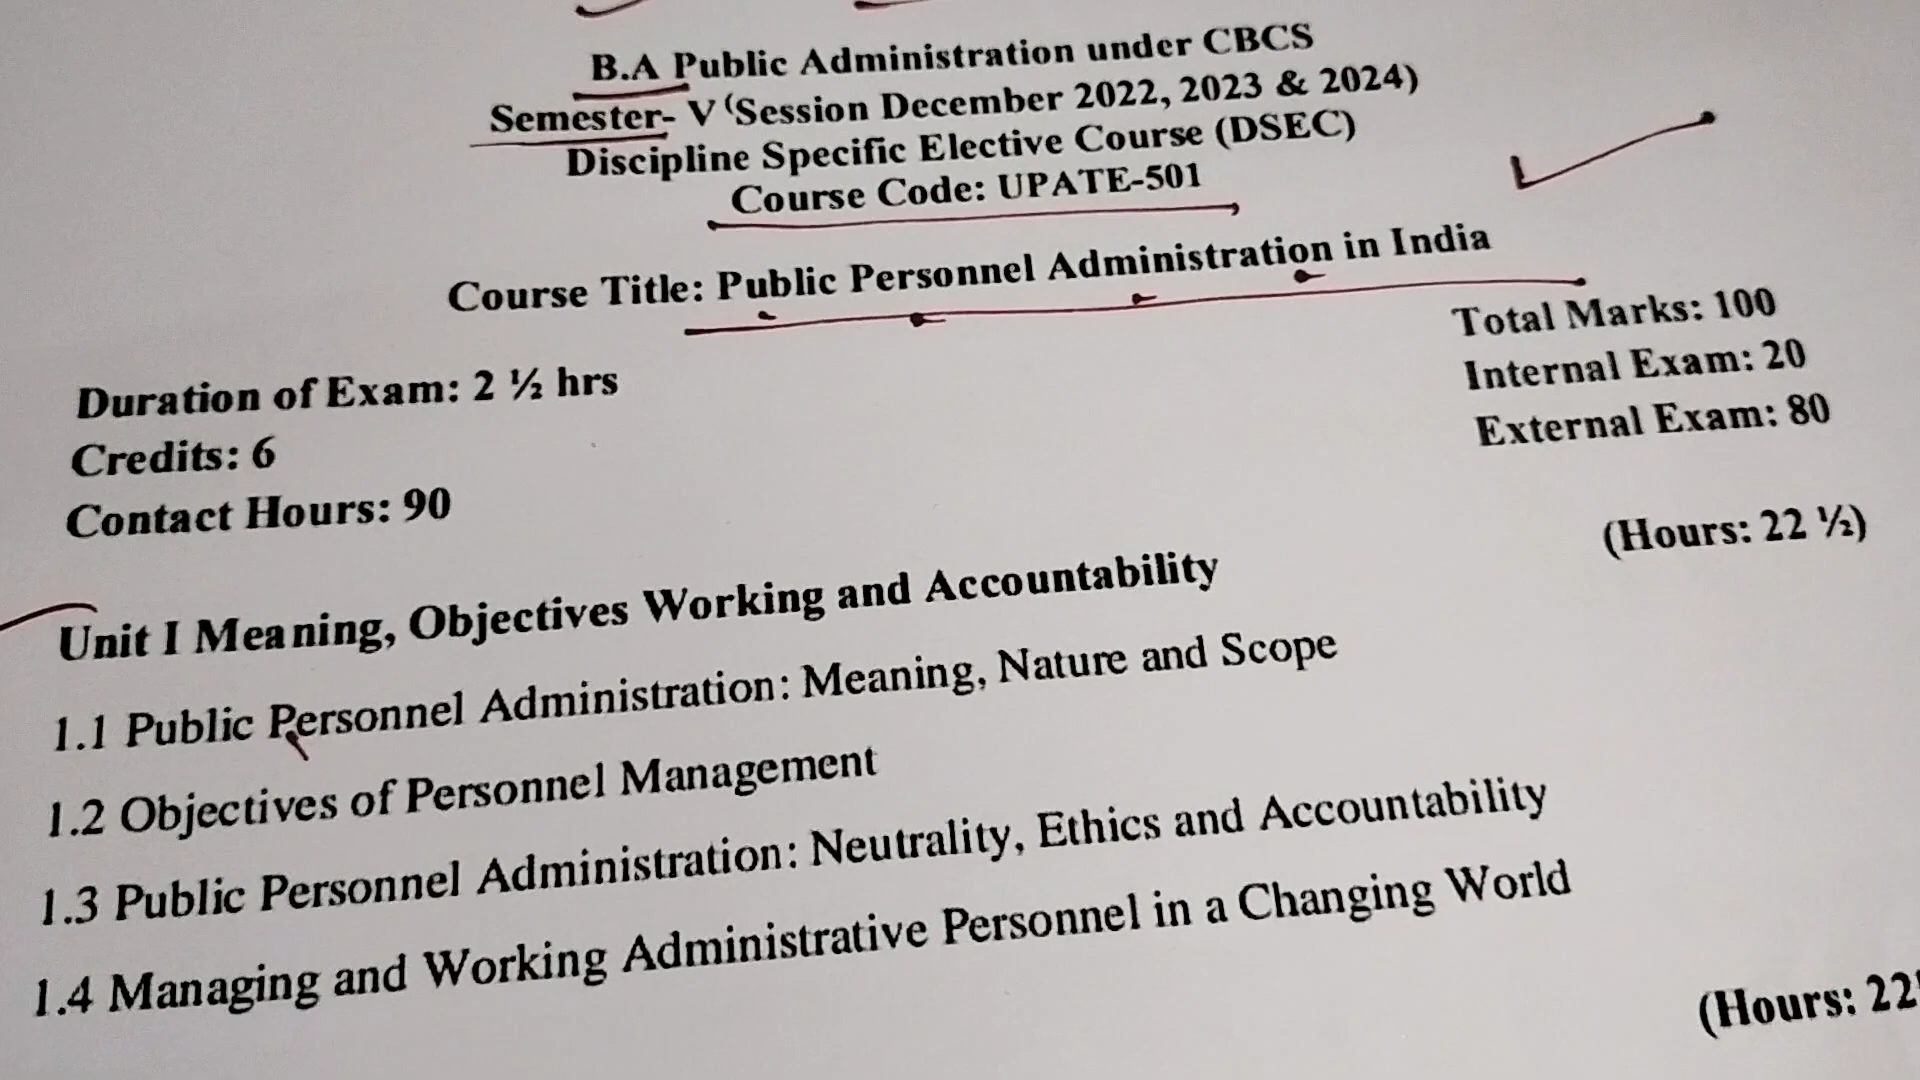 B.A Public Administration under CBCS
Semester- V (Session December 2022, 2023 & 2024)
Discipline Specific Elective Course (DSEC)
Course Code: UPATE-501
Course Title: Public Personnel Administration in India
Total Marks: 100
Duration of Exam: 2 ½ hrs
Internal Exam: 20
Credits: 6
External Exam: 80
Contact Hours: 90
(Hours: 22 ½)
Unit I Meaning, Objectives Working and Accountability
1.1 Public Personnel Administration: Meaning, Nature and Scope
1.2 Objectives of Personnel Management
1.3 Public Personnel Administration: Neutrality, Ethics and Accountability
1.4 Managing and Working Administrative Personnel in a Changing World
(Hours: 22